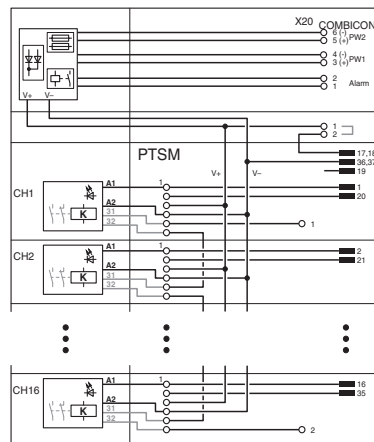 X20 COMBICON
6 (-)
5 (+) PW2
4 (-)
3 (+) PW1
2
1 Alarm
V+ V–
1
2
PTSM
17,18
36,37
19
V+ V–
CH1
A1
1
1
20
K
A2
31
32
1
CH2
A1
1
2
21
K
A2
31
32
CH16
A1
1
16
35
K
A2
31
32
2